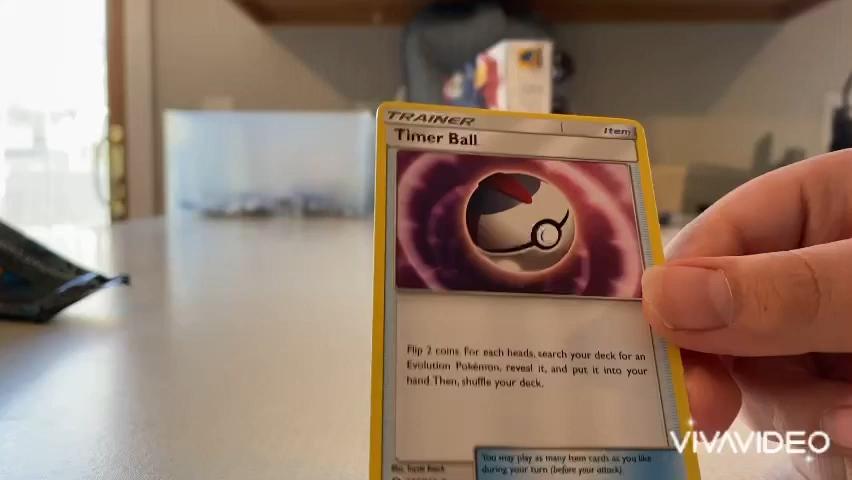 TRAINER
Item
Timer Ball
Flip 2 coins. For each heads, search your deck for an
Evolution Pokémon, reveal it, and put it into your
hand. Then, shuffle your deck.
You may play as many Item cards as you like
during your turn (before your attack).
Illus.
VIVAVIDEO